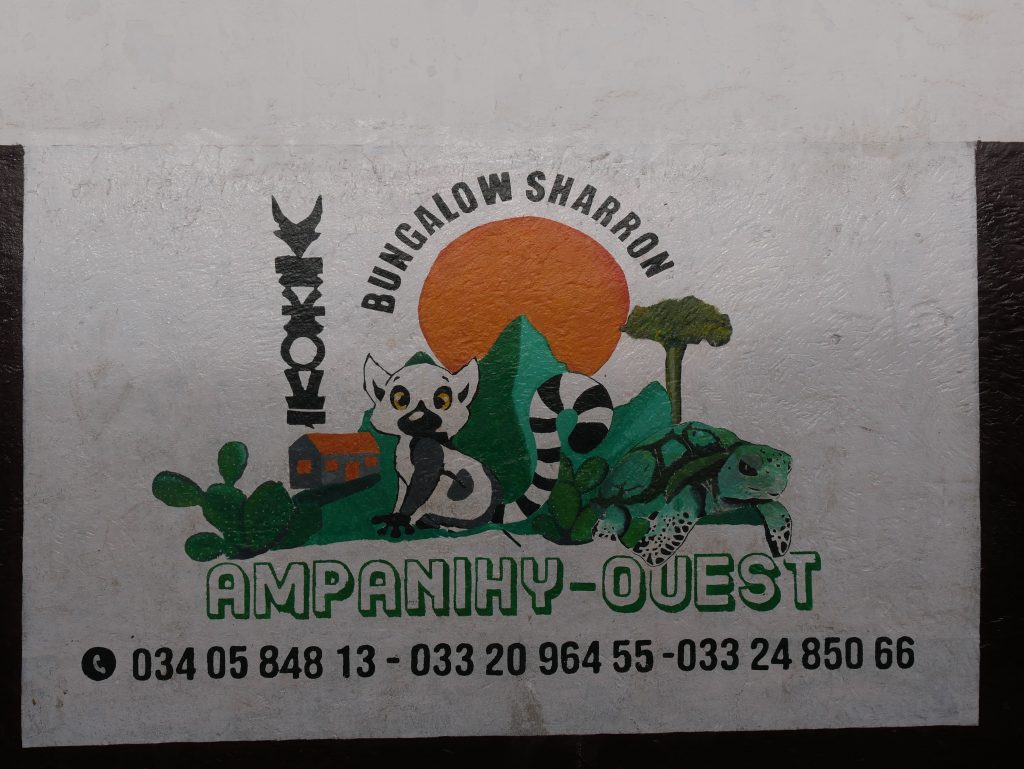 BUNGALOW SHARRON
AMPANIHY-OUEST
034 05 848 13 - 033 20 964 55 -033 24 850 66